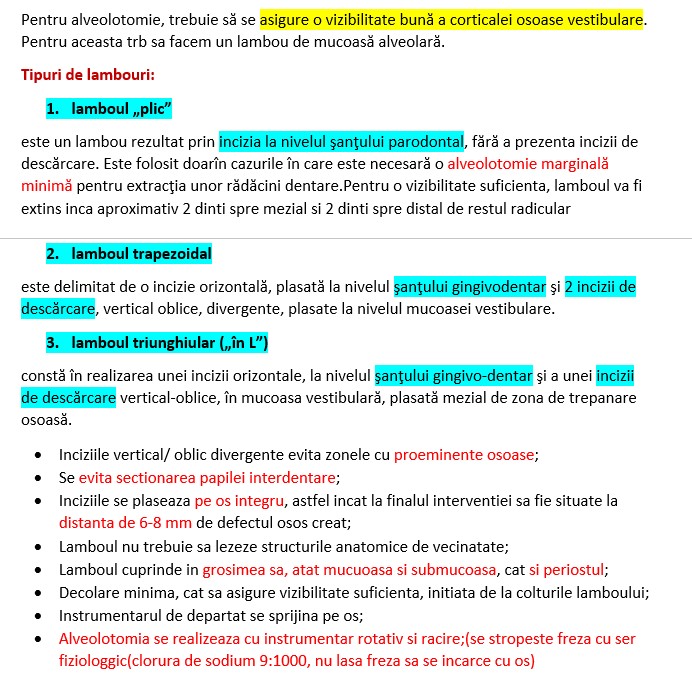 Pentru alveolotomie, trebuie să se asigure o vizibilitate bună a corticalei osoase vestibulare.
Pentru aceasta trb sa facem un lambou de mucoasă alveolară.
Tipuri de lambouri:
1. lamboul „plic”
este un lambou rezultat prin incizia la nivelul şanţului parodontal, fără a prezenta incizii de
descărcare. Este folosit doarîn cazurile în care este necesară o alveolotomie marginală
minimă pentru extracţia unor rădăcini dentare.Pentru o vizibilitate suficienta, lamboul va fi
extins inca aproximativ 2 dinti spre mezial si 2 dinti spre distal de restul radicular
2. lamboul trapezoidal
este delimitat de o incizie orizontală, plasată la nivelul şanţului gingivodentar şi 2 incizii de
descărcare, vertical oblice, divergente, plasate la nivelul mucoasei vestibulare.
3. lamboul triunghiular („în L”)
constă în realizarea unei incizii orizontale, la nivelul şanţului gingivo-dentar şi a unei incizii
de descărcare vertical-oblice, în mucoasa vestibulară, plasată mezial de zona de trepanare
osoasă.
• Inciziile vertical/ oblic divergente evita zonele cu proeminente osoase;
• Se evita sectionarea papilei interdentare;
• Inciziile se plaseaza pe os integru, astfel incat la finalul interventiei sa fie situate la
distanta de 6-8 mm de defectul osos creat;
• Lamboul nu trebuie sa lezeze structurile anatomice de vecinatate;
• Lamboul cuprinde in grosimea sa, atat mucuoasa si submucoasa, cat si periostul;
• Decolare minima, cat sa asigure vizibilitate suficienta, initiata de la colturile lamboului;
• Instrumentarul de departat se sprijina pe os;
• Alveolotomia se realizeaza cu instrumentar rotativ si racire;(se stropeste freza cu ser
fiziologgic(clorura de sodium 9:1000, nu lasa freza sa se incarce cu os)